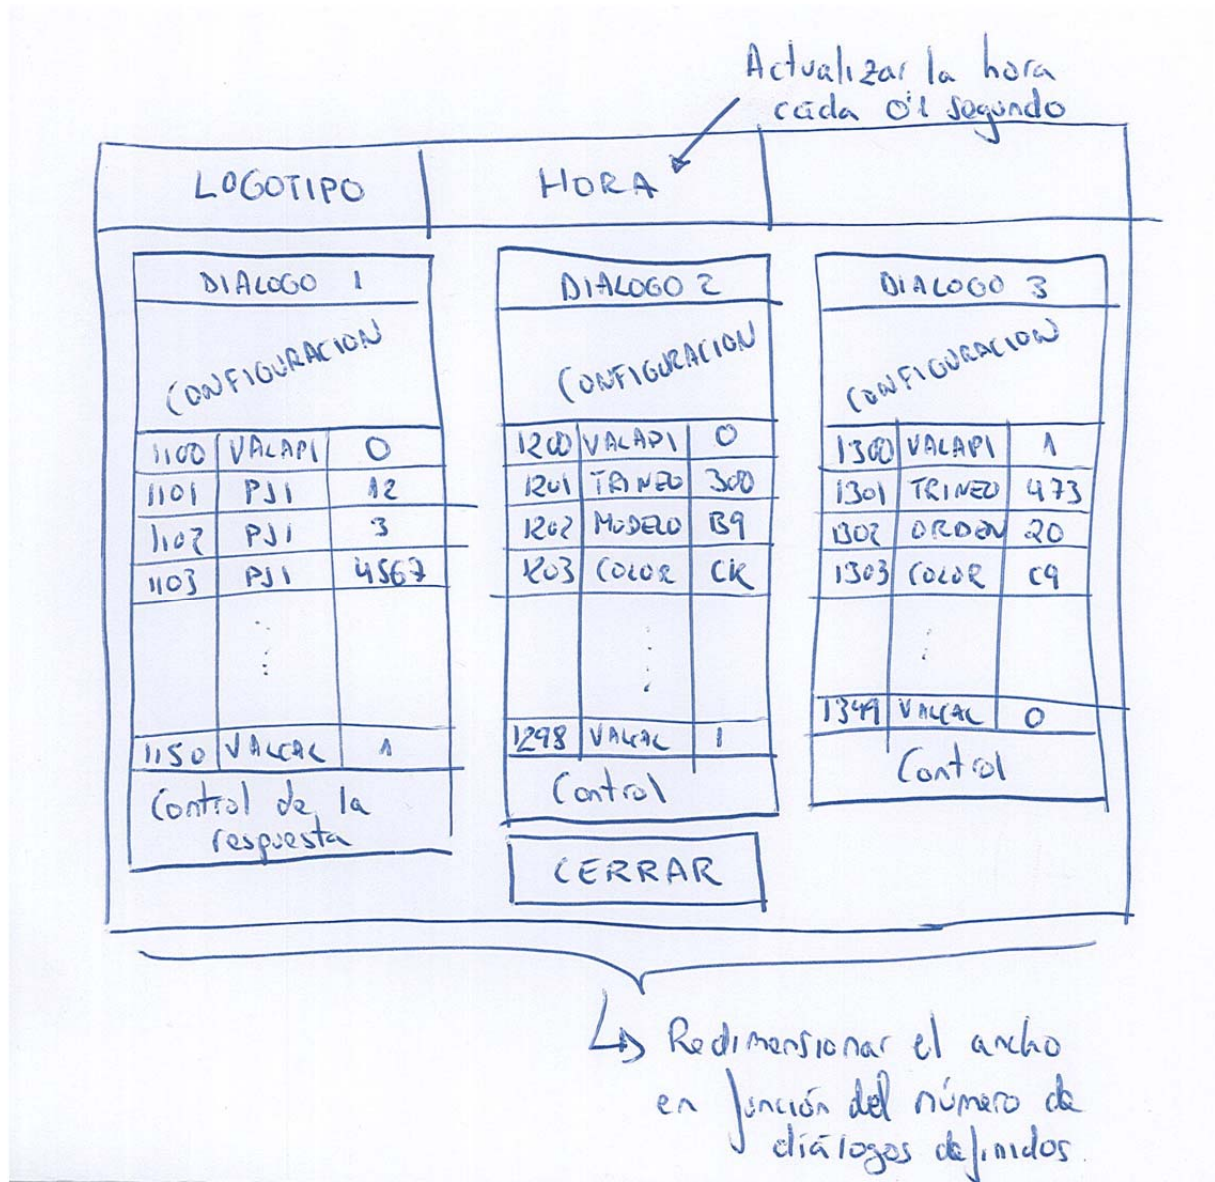 Actualizar la hora
cada 0'1 segundo
LOGOTIPO
HORA
DIALOGO 1
CONFIGURACION
1100 VALAPI 0
1101 PJI 12
1102 PJI 3
1103 PJI 4567
1150 VALCAL 1
Control de la
respuesta
DIALOGO 2
CONFIGURACION
1200 VALAPI 0
1201 TRINEO 300
1202 MODELO B9
1203 COLOR CK
1298 VALCAL 1
Control
CERRAR
DIALOGO 3
CONFIGURACION
1300 VALAPI 1
1301 TRINEO 473
1302 ORDEN 20
1303 COLOR C9
1349 VALCAL 0
Control
Redimensionar el ancho
en función del número de
diálogos definidos.